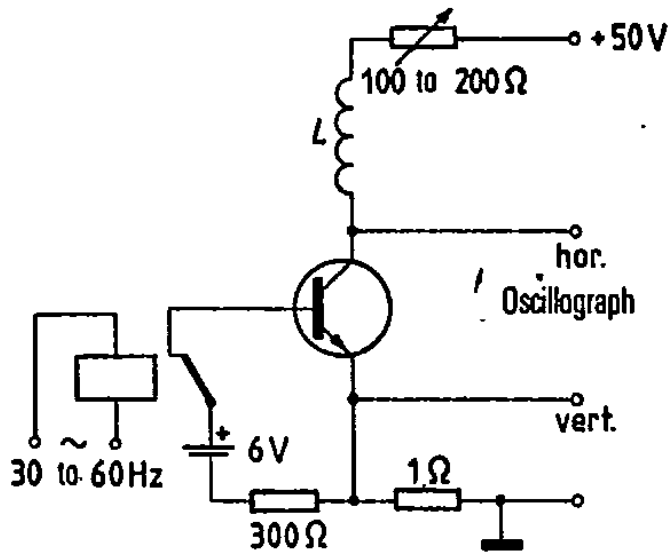 +50V
100 to 200Ω
L
hor.
Oscillograph
vert.
+
6V
1Ω
~
30 to 60Hz
300Ω